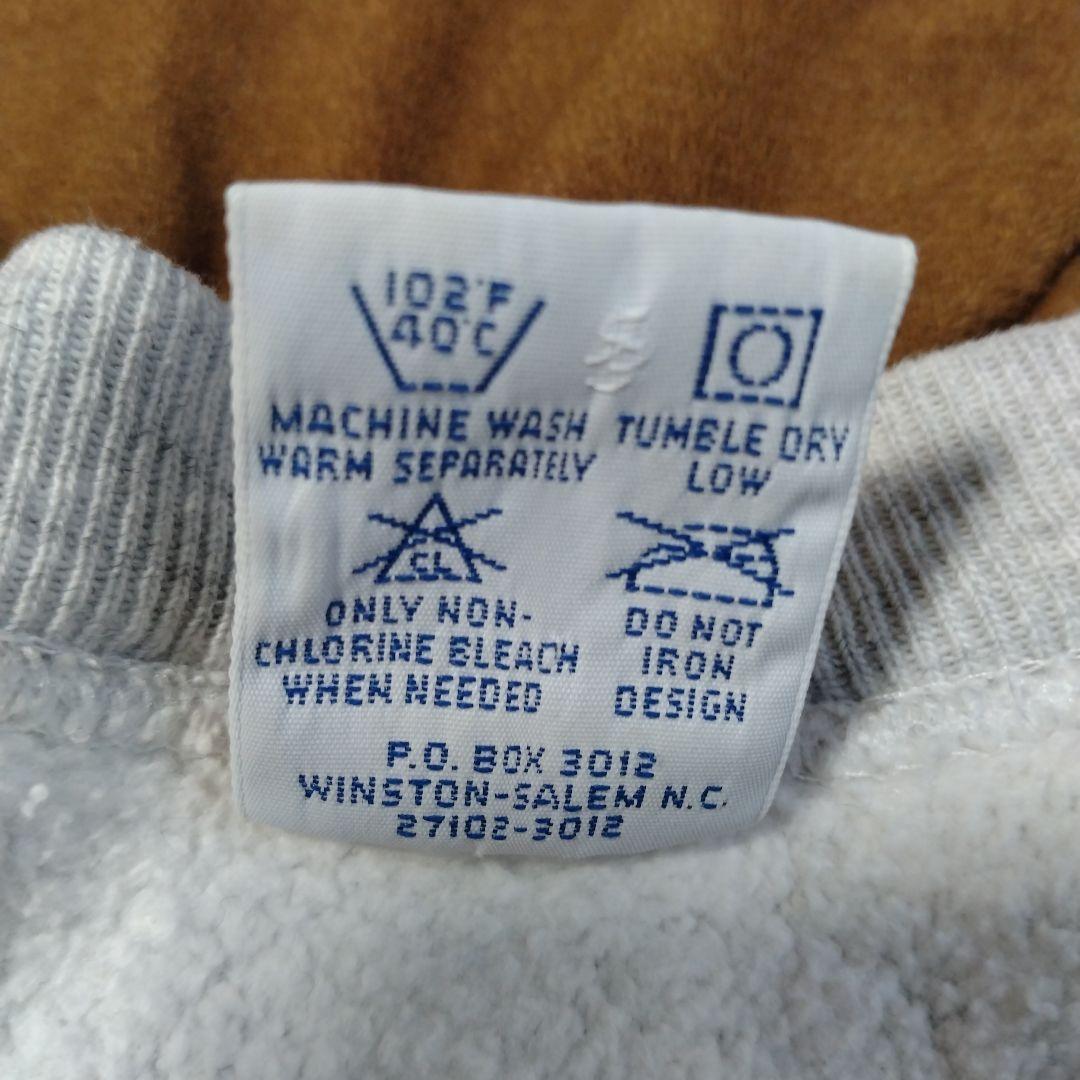 102°F
40°C
MACHINE WASH
WARM SEPARATELY
TUMBLE DRY
LOW
CL
ONLY NON-
CHLORINE BLEACH
WHEN NEEDED
DO NOT
IRON
DESIGN
P.O. BOX 3012
WINSTON-SALEM N.C.
27102-3012